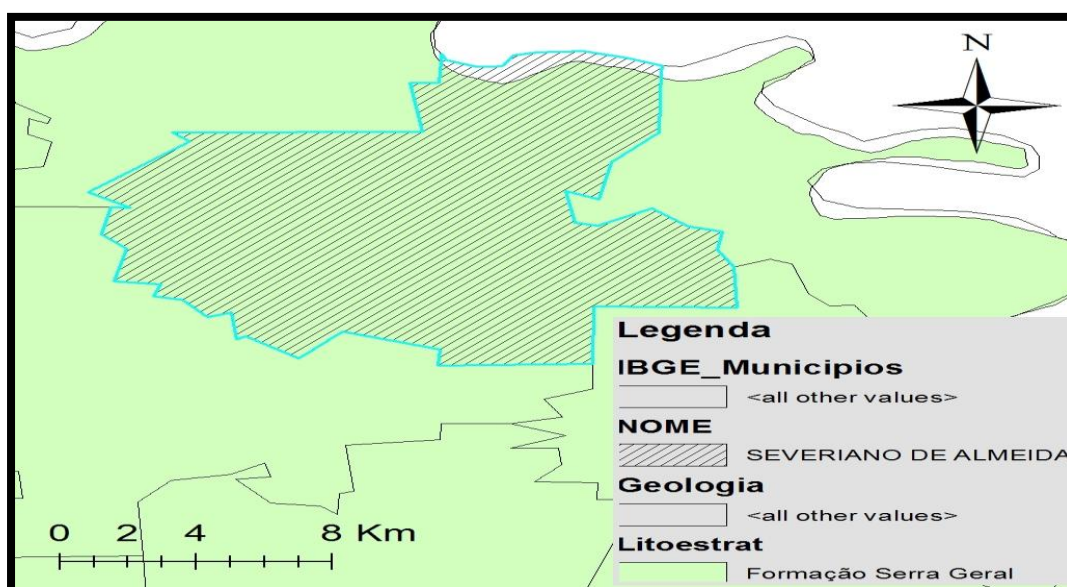 N
Legenda
IBGE_Municipios
<all other values>
NOME
SEVERIANO DE ALMEIDA
Geologia
<all other values>
Litoestrat
Formação Serra Geral
0 2 4 8 Km